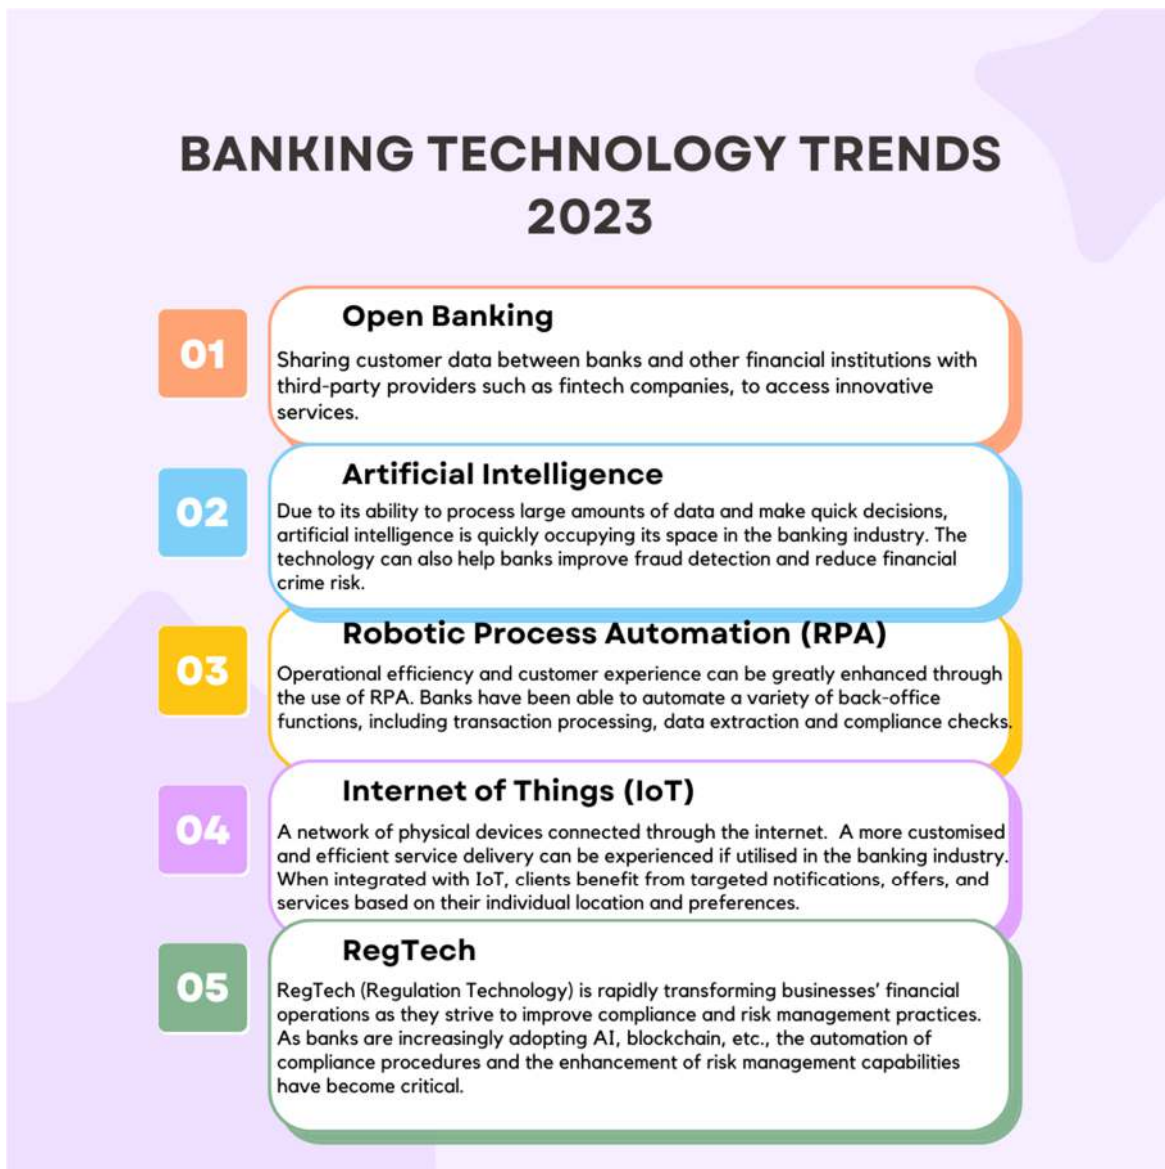 BANKING TECHNOLOGY TRENDS
2023
01
Open Banking
Sharing customer data between banks and other financial institutions with
third-party providers such as fintech companies, to access innovative
services.
02
Artificial Intelligence
Due to its ability to process large amounts of data and make quick decisions,
artificial intelligence is quickly occupying its space in the banking industry. The
technology can also help banks improve fraud detection and reduce financial
crime risk.
03
Robotic Process Automation (RPA)
Operational efficiency and customer experience can be greatly enhanced through
the use of RPA. Banks have been able to automate a variety of back-office
functions, including transaction processing, data extraction and compliance checks.
04
Internet of Things (IoT)
A network of physical devices connected through the internet.  A more customised
and efficient service delivery can be experienced if utilised in the banking industry.
When integrated with IoT, clients benefit from targeted notifications, offers, and
services based on their individual location and preferences.
05
RegTech
RegTech (Regulation Technology) is rapidly transforming businesses’ financial
operations as they strive to improve compliance and risk management practices.
As banks are increasingly adopting AI, blockchain, etc., the automation of
compliance procedures and the enhancement of risk management capabilities
have become critical.